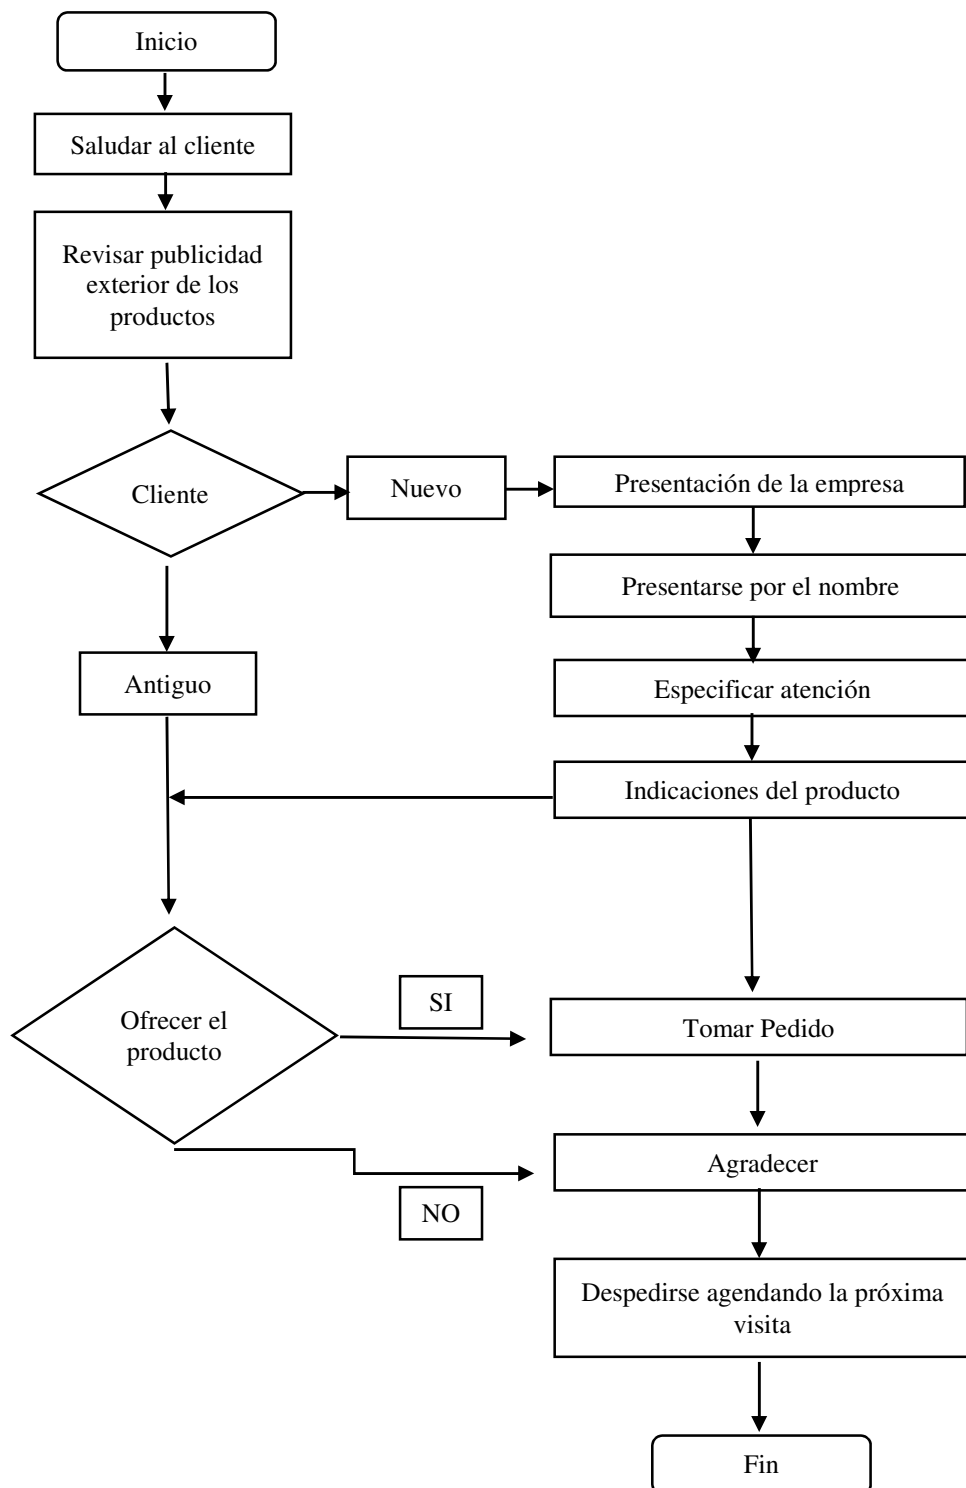 Inicio
Saludar al cliente
Revisar publicidad
exterior de los
productos
Cliente
Nuevo
Presentación de la empresa
Presentarse por el nombre
Antiguo
Especificar atención
Indicaciones del producto
Ofrecer el
producto
SI
Tomar Pedido
Agradecer
NO
Despedirse agendando la próxima
visita
Fin